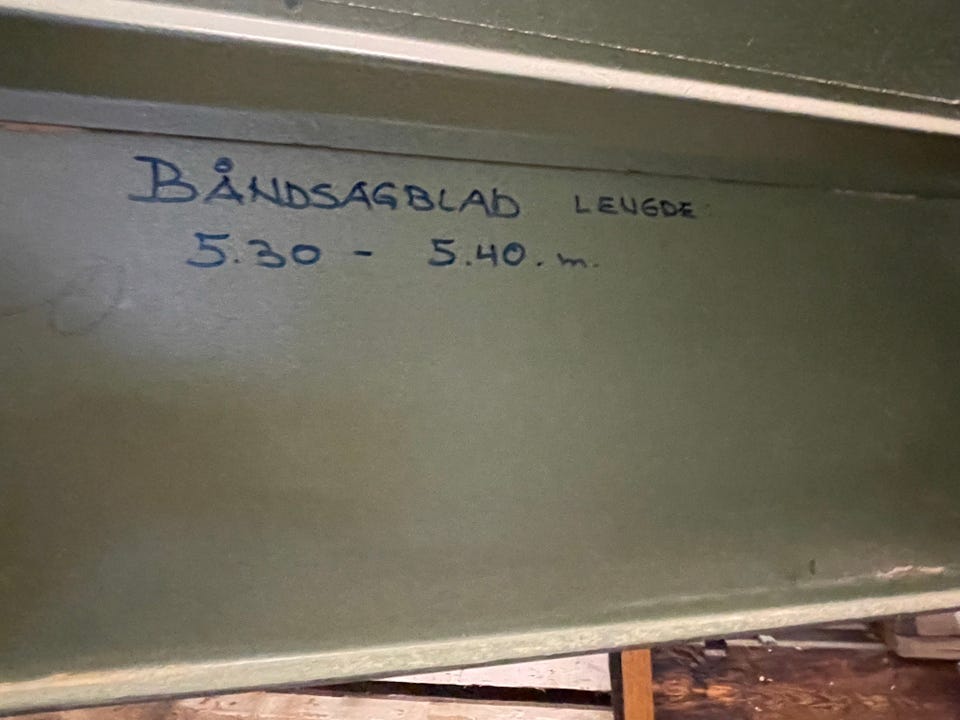 BÅNDSAGBLAD LENGDE
5.30 - 5.40. m.